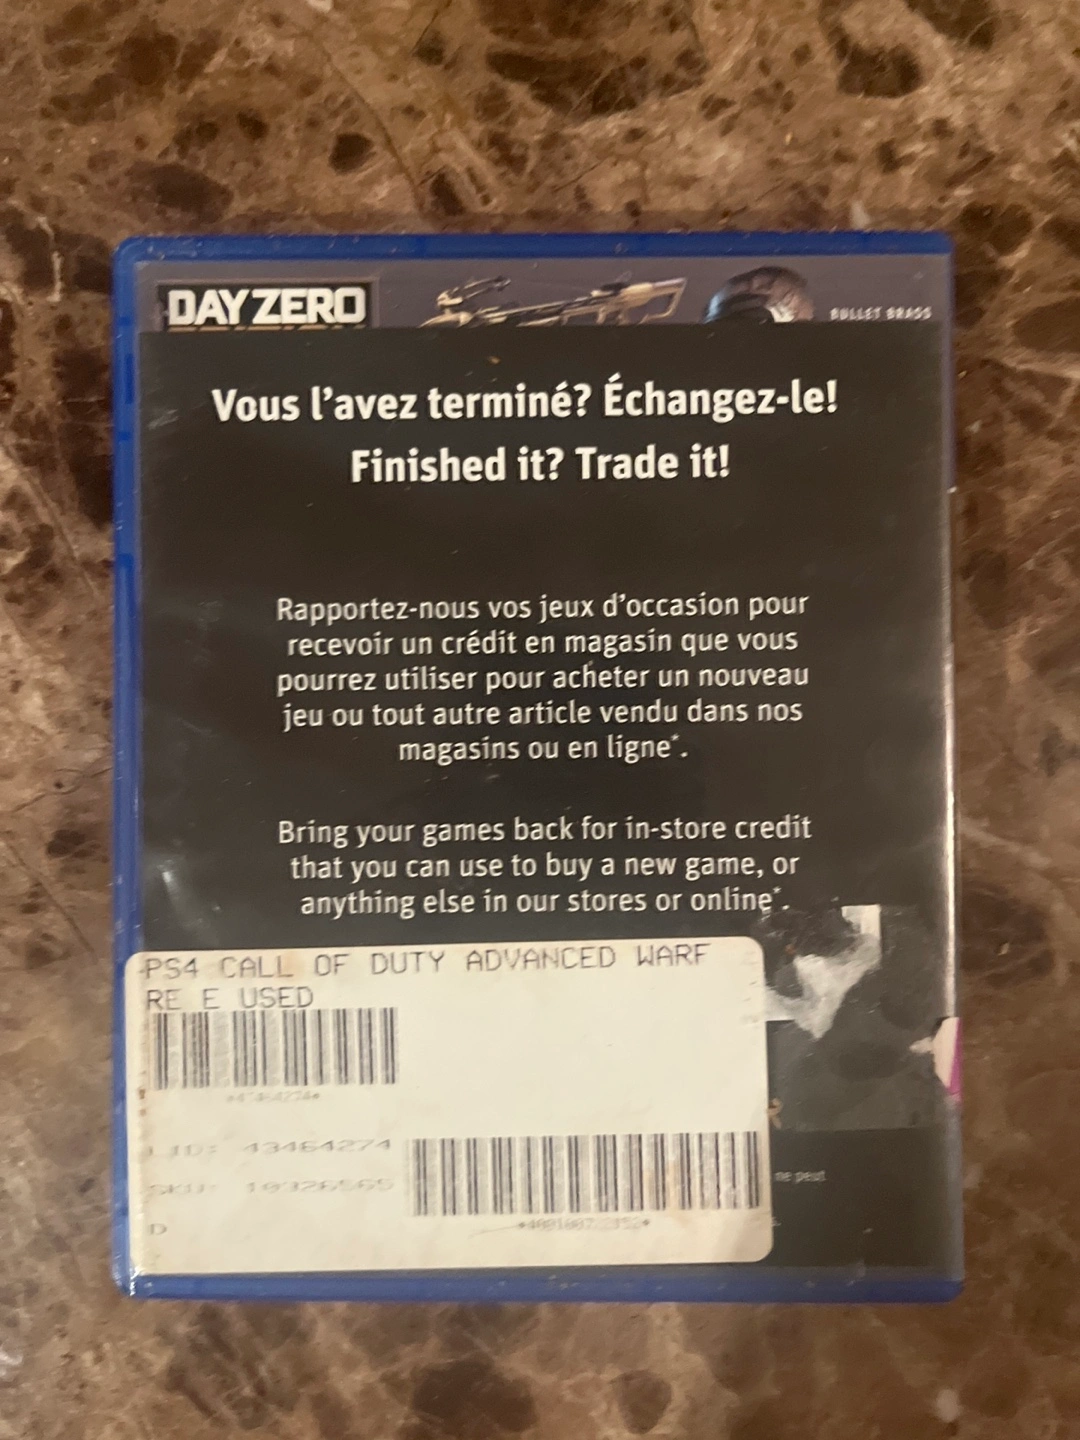 DAY ZERO
BULLET BRASS
Vous l'avez terminé? Échangez-le!
Finished it? Trade it!
Rapportez-nous vos jeux d'occasion pour
recevoir un crédit en magasin que vous
pourrez utiliser pour acheter un nouveau
jeu ou tout autre article vendu dans nos
magasins ou en ligne*.
Bring your games back for in-store credit
that you can use to buy a new game, or
anything else in our stores or online*.
PS4 CALL OF DUTY ADVANCED WARF
RE E USED
43464274
SKU: 10326565
D
ne peut